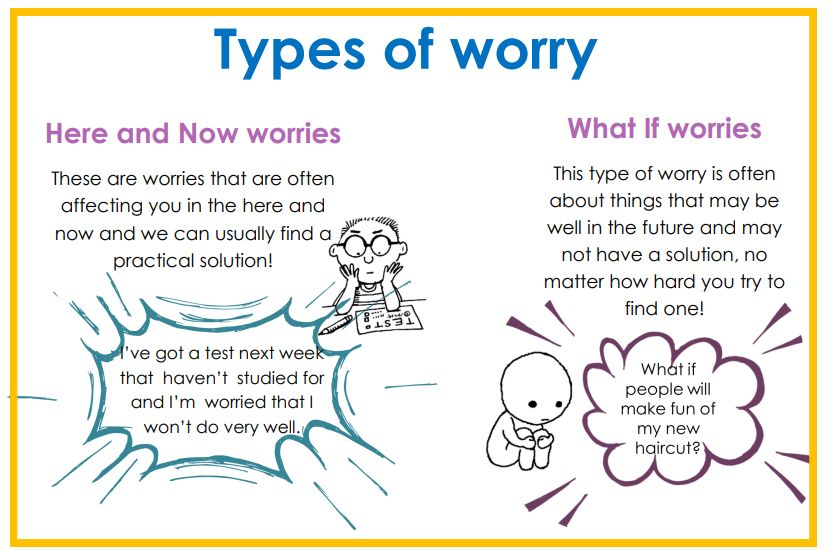 Types of worry
Here and Now worries
These are worries that are often
affecting you in the here and
now and we can usually find a
practical solution!
I've got a test next week
that haven't studied for
and I'm worried that I
won't do very well.
TEST
What If worries
This type of worry is often
about things that may be
well in the future and may
not have a solution, no
matter how hard you try to
find one!
What if
people will
make fun of
my new
haircut?